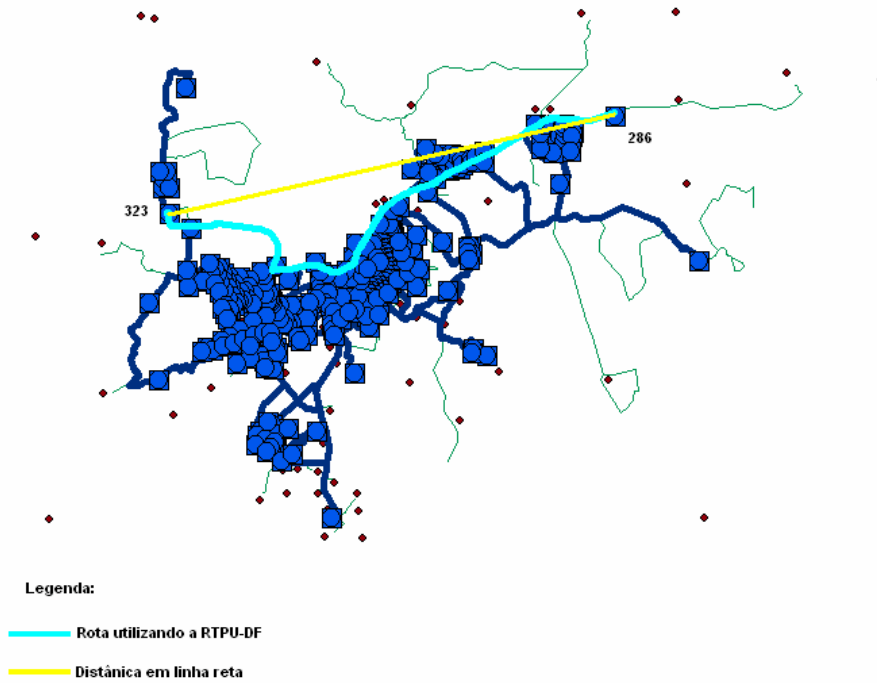 286
323
Legenda:
Rota utilizando a RTPU-DF
Distânica em linha reta